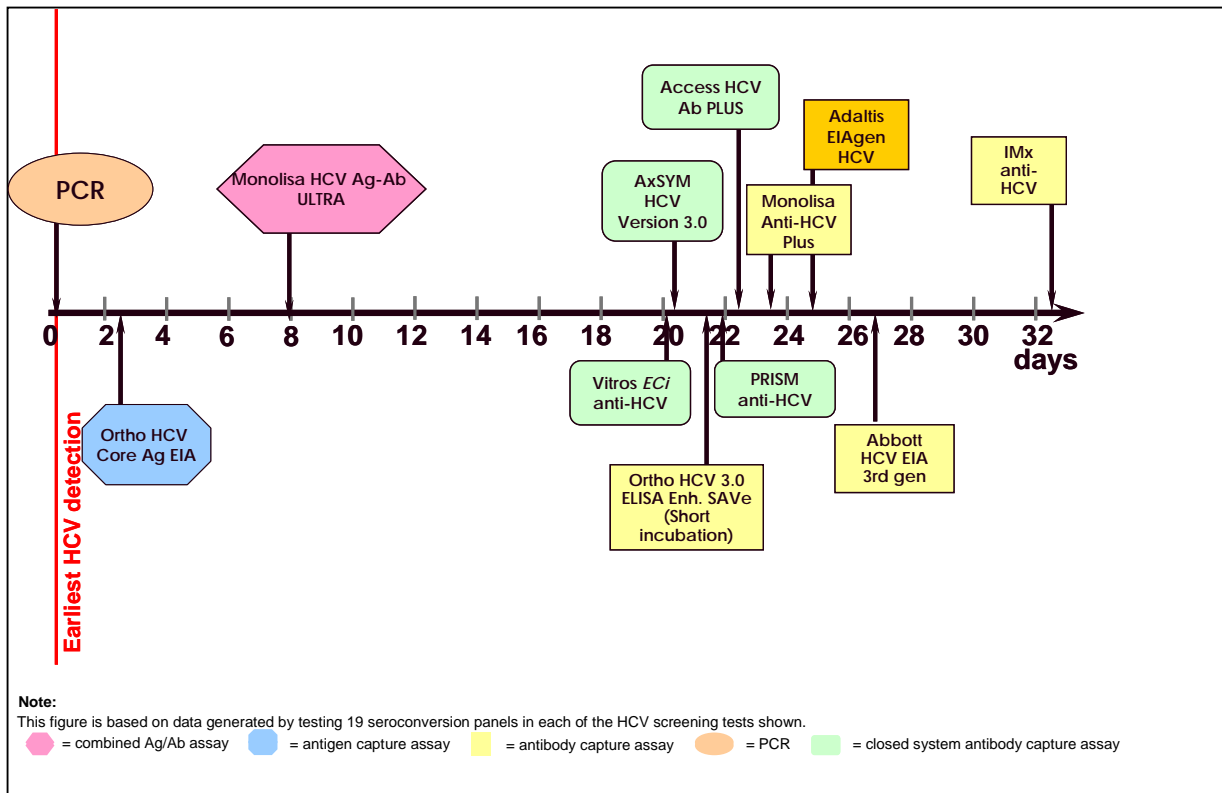 Access HCV
Ab PLUS
Adaltis
EIAgen
HCV
IMx
anti-
HCV
PCR
Monolisa HCV Ag-Ab
ULTRA
AxSYM
HCV
Version 3.0
Monolisa
Anti-HCV
Plus
0 2 4 6 8 10 12 14 16 18 20 22 24 26 28 30 32
days
Earliest HCV detection
Ortho HCV
Core Ag EIA
Vitros ECi
anti-HCV
PRISM
anti-HCV
Ortho HCV 3.0
ELISA Enh. SAVe
(Short
incubation)
Abbott
HCV EIA
3rd gen
Note:
This figure is based on data generated by testing 19 seroconversion panels in each of the HCV screening tests shown.
= combined Ag/Ab assay = antigen capture assay = antibody capture assay = PCR = closed system antibody capture assay